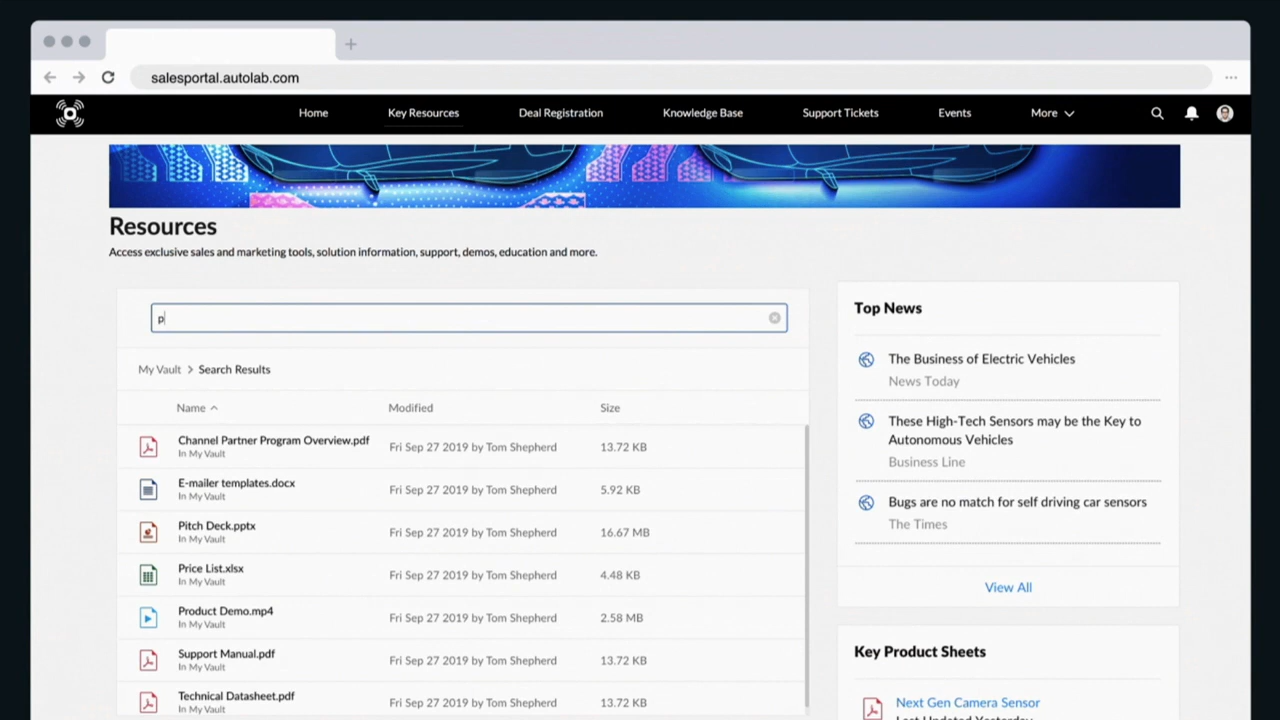 salesportal.autolab.com
Home Key Resources Deal Registration Knowledge Base Support Tickets Events More
Resources
Access exclusive sales and marketing tools, solution information, support, demos, education and more.
p
My Vault > Search Results
Name Modified Size
Channel Partner Program Overview.pdf
In My Vault
Fri Sep 27 2019 by Tom Shepherd 13.72 KB
E-mailer templates.docx
In My Vault
Fri Sep 27 2019 by Tom Shepherd 5.92 KB
Pitch Deck.pptx
In My Vault
Fri Sep 27 2019 by Tom Shepherd 16.67 MB
Price List.xlsx
In My Vault
Fri Sep 27 2019 by Tom Shepherd 4.48 KB
Product Demo.mp4
In My Vault
Fri Sep 27 2019 by Tom Shepherd 2.58 MB
Support Manual.pdf
In My Vault
Fri Sep 27 2019 by Tom Shepherd 13.72 KB
Technical Datasheet.pdf
In My Vault
Fri Sep 27 2019 by Tom Shepherd 13.72 KB
Top News
The Business of Electric Vehicles
News Today
These High-Tech Sensors may be the Key to
Autonomous Vehicles
Business Line
Bugs are no match for self driving car sensors
The Times
View All
Key Product Sheets
Next Gen Camera Sensor
Last Updated Yesterday